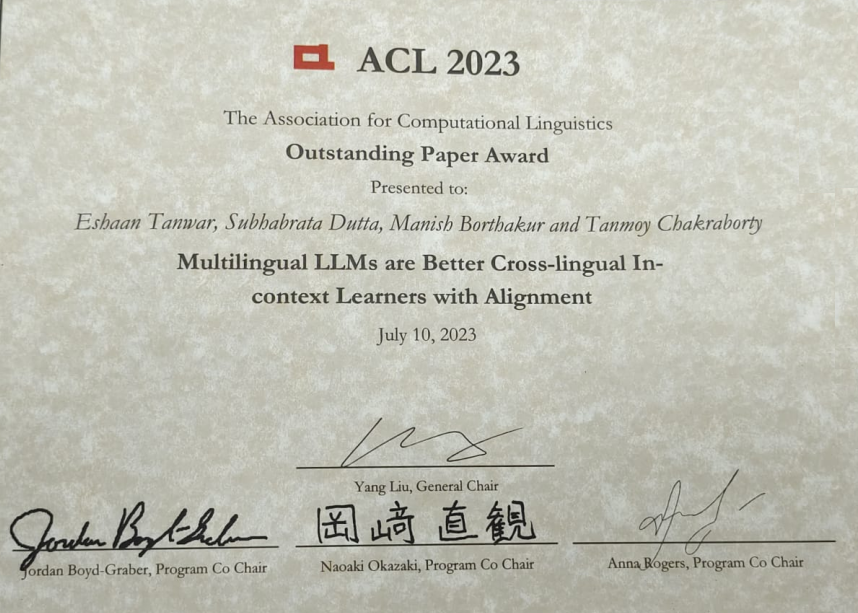 ACL 2023
The Association for Computational Linguistics
Outstanding Paper Award
Presented to:
Eshaan Tanwar, Subhabrata Dutta, Manish Borthakur and Tanmoy Chakraborty
Multilingual LLMs are Better Cross-lingual In-
context Learners with Alignment
July 10, 2023
Yang Liu, General Chair
Jordan Boyd-Graber
岡﨑 直観
Jordan Boyd-Graber, Program Co Chair
Naoaki Okazaki, Program Co Chair
Anna Rogers, Program Co Chair